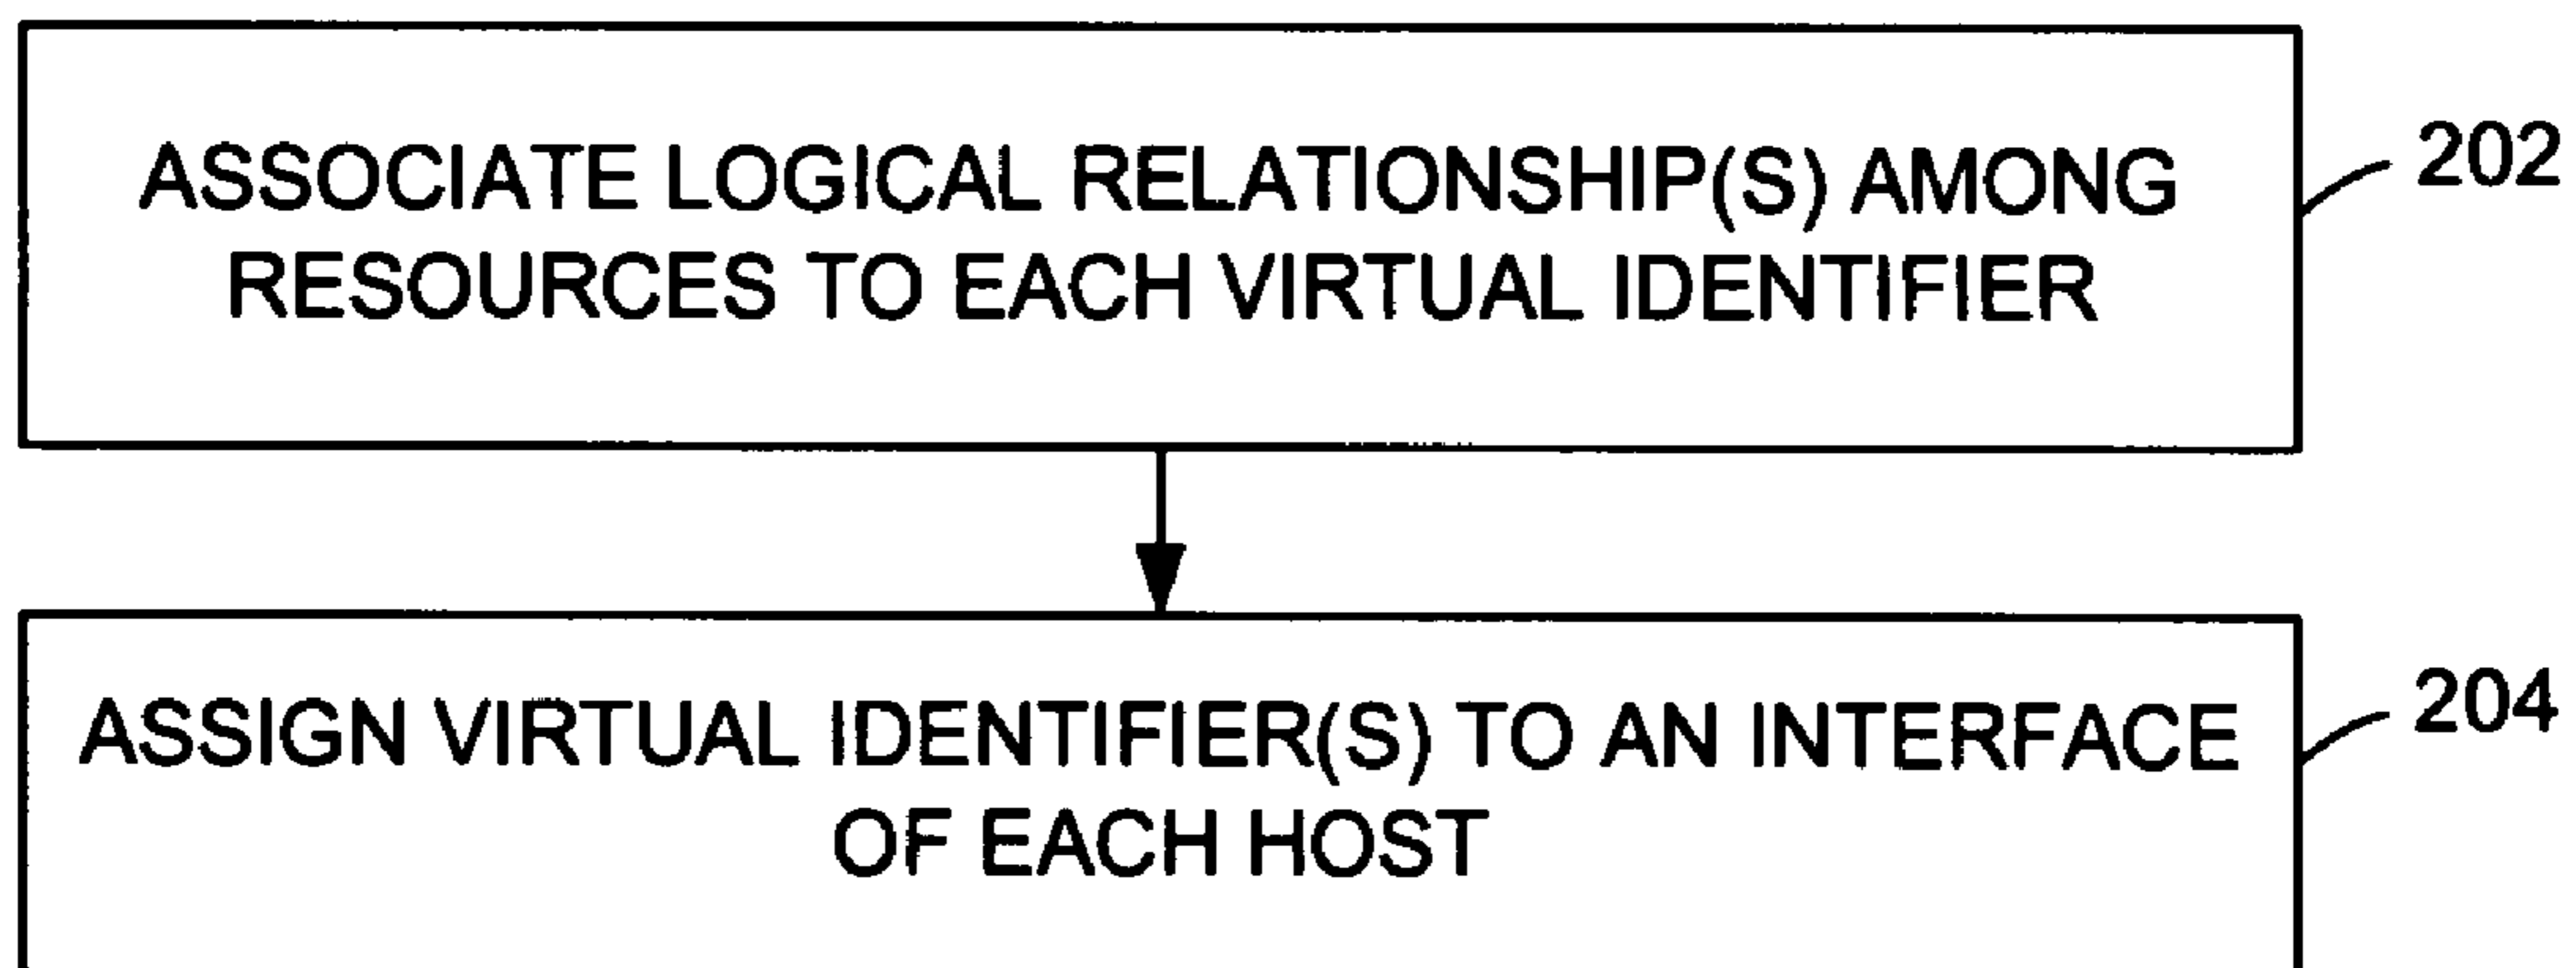 ASSOCIATE LOGICAL RELATIONSHIP(S) AMONG
RESOURCES TO EACH VIRTUAL IDENTIFIER
202
ASSIGN VIRTUAL IDENTIFIER(S) TO AN INTERFACE
OF EACH HOST
204